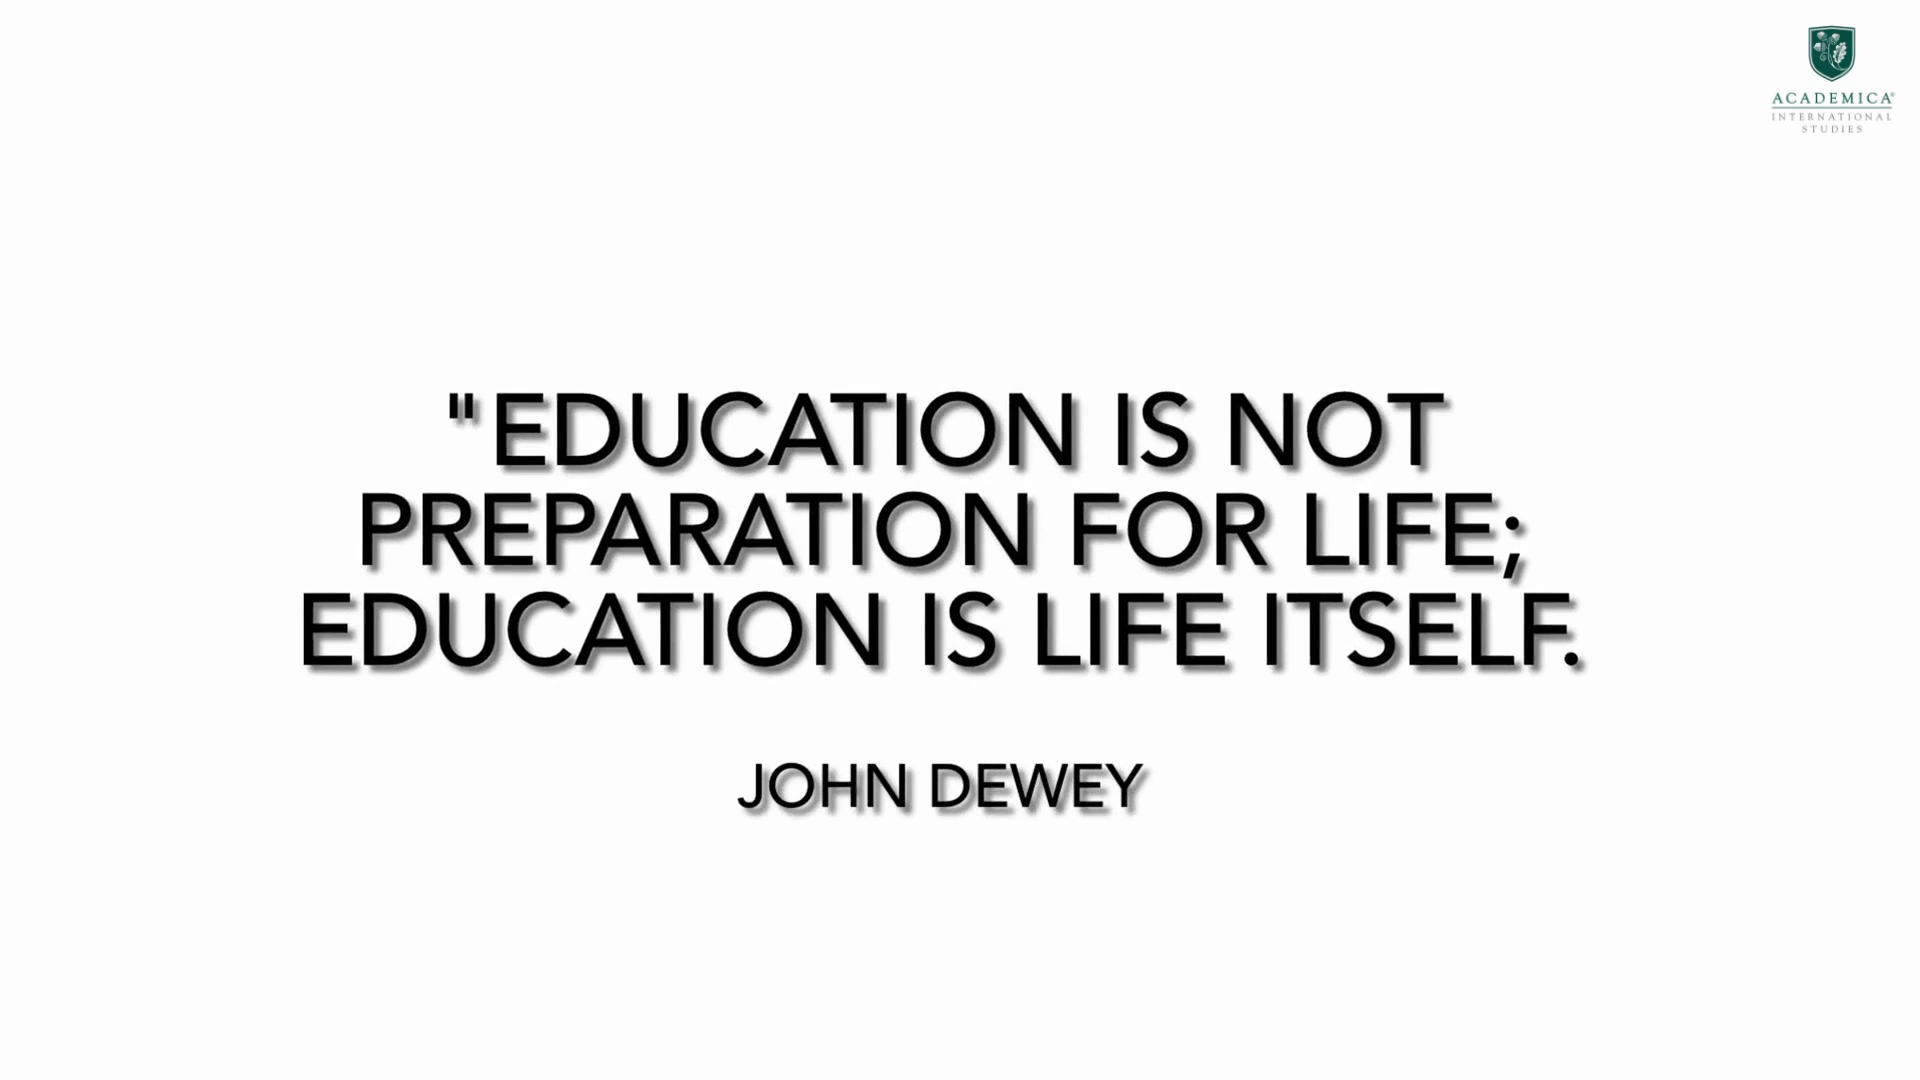 ACADEMICA®
INTERNATIONAL
STUDIES
"EDUCATION IS NOT
PREPARATION FOR LIFE;
EDUCATION IS LIFE ITSELF.
JOHN DEWEY